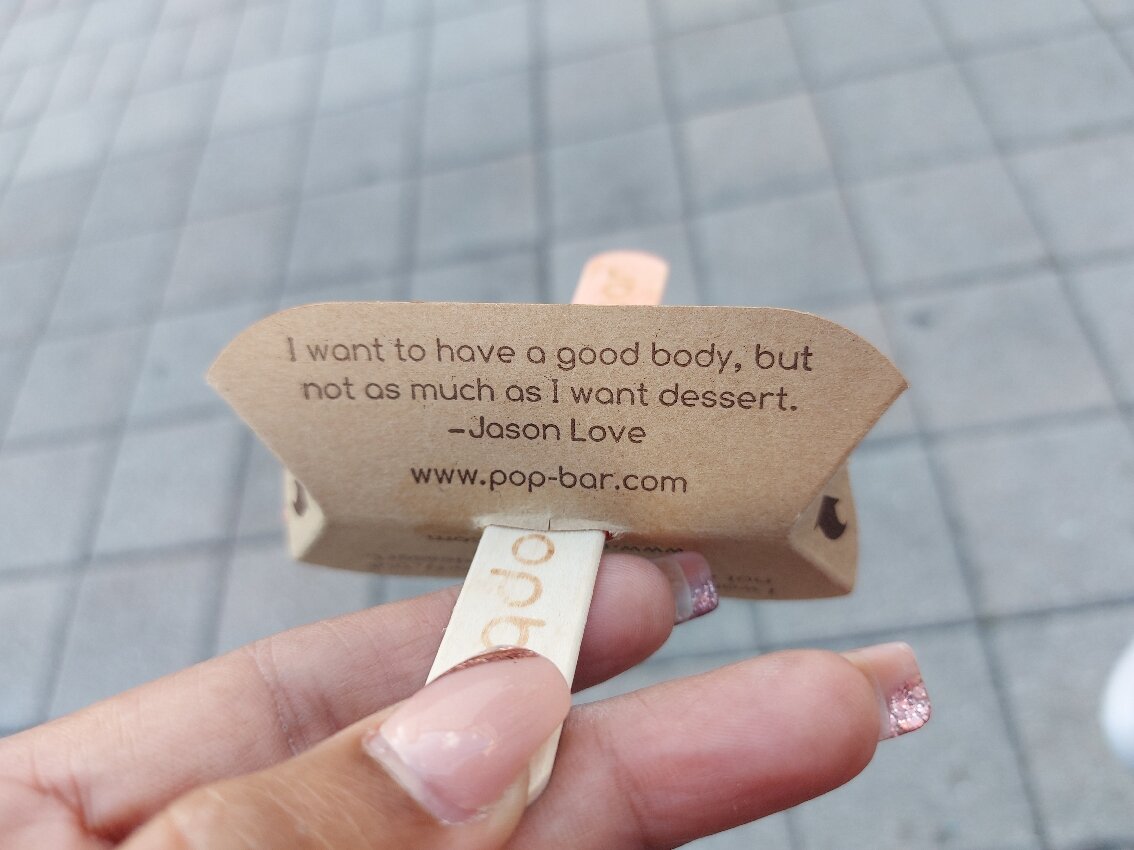 I want to have a good body, but
not as much as I want dessert.
-Jason Love
www.pop-bar.com